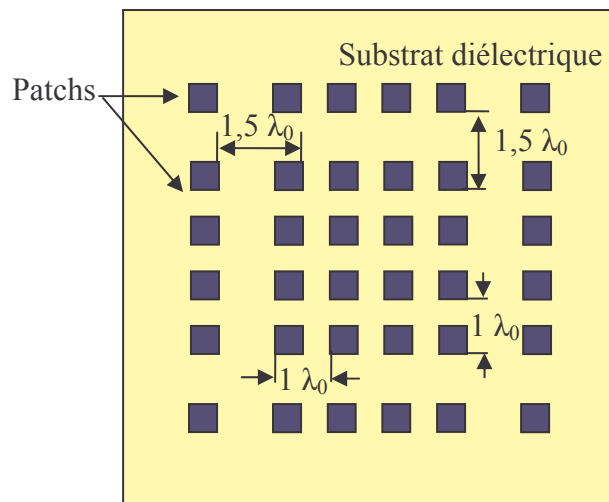 Substrat diélectrique
Patchs
1,5 λ₀
1,5 λ₀
1 λ₀
1 λ₀